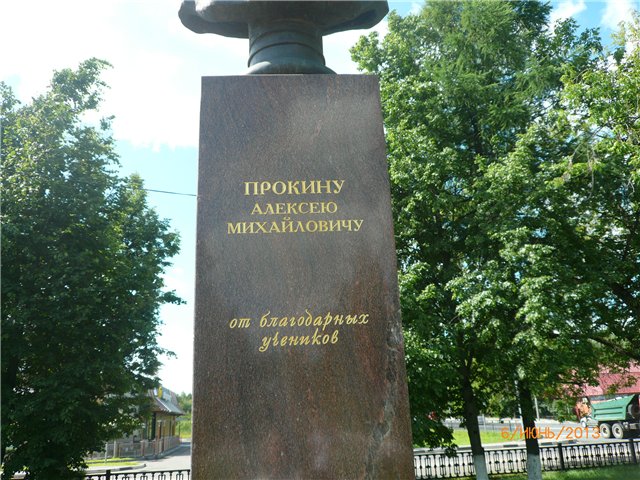 ПРОКИНУ
АЛЕКСЕЮ
МИХАЙЛОВИЧУ
от благодарных
учеников
6/ИЮНЬ/2013